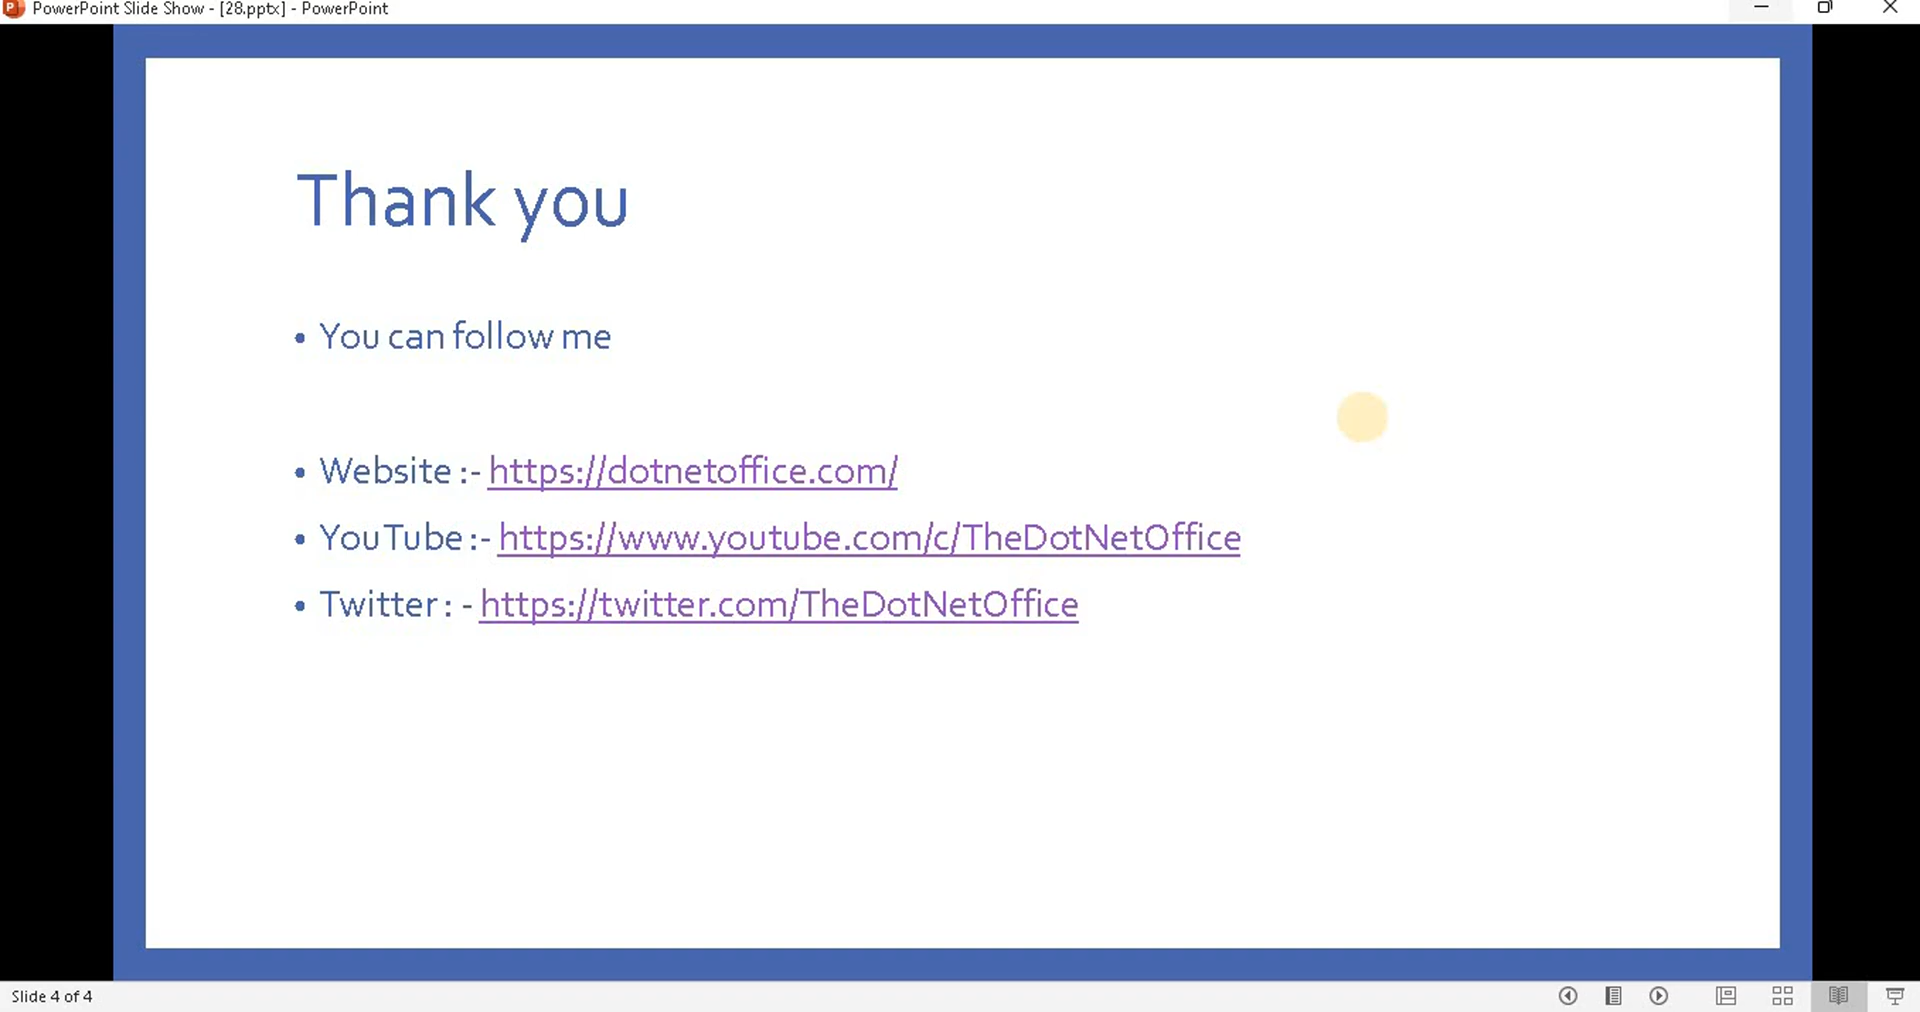 PowerPoint Slide Show - [28.pptx] - PowerPoint
Thank you
• You can follow me
• Website :- https://dotnetoffice.com/
• YouTube :- https://www.youtube.com/c/TheDotNetOffice
• Twitter : - https://twitter.com/TheDotNetOffice
Slide 4 of 4